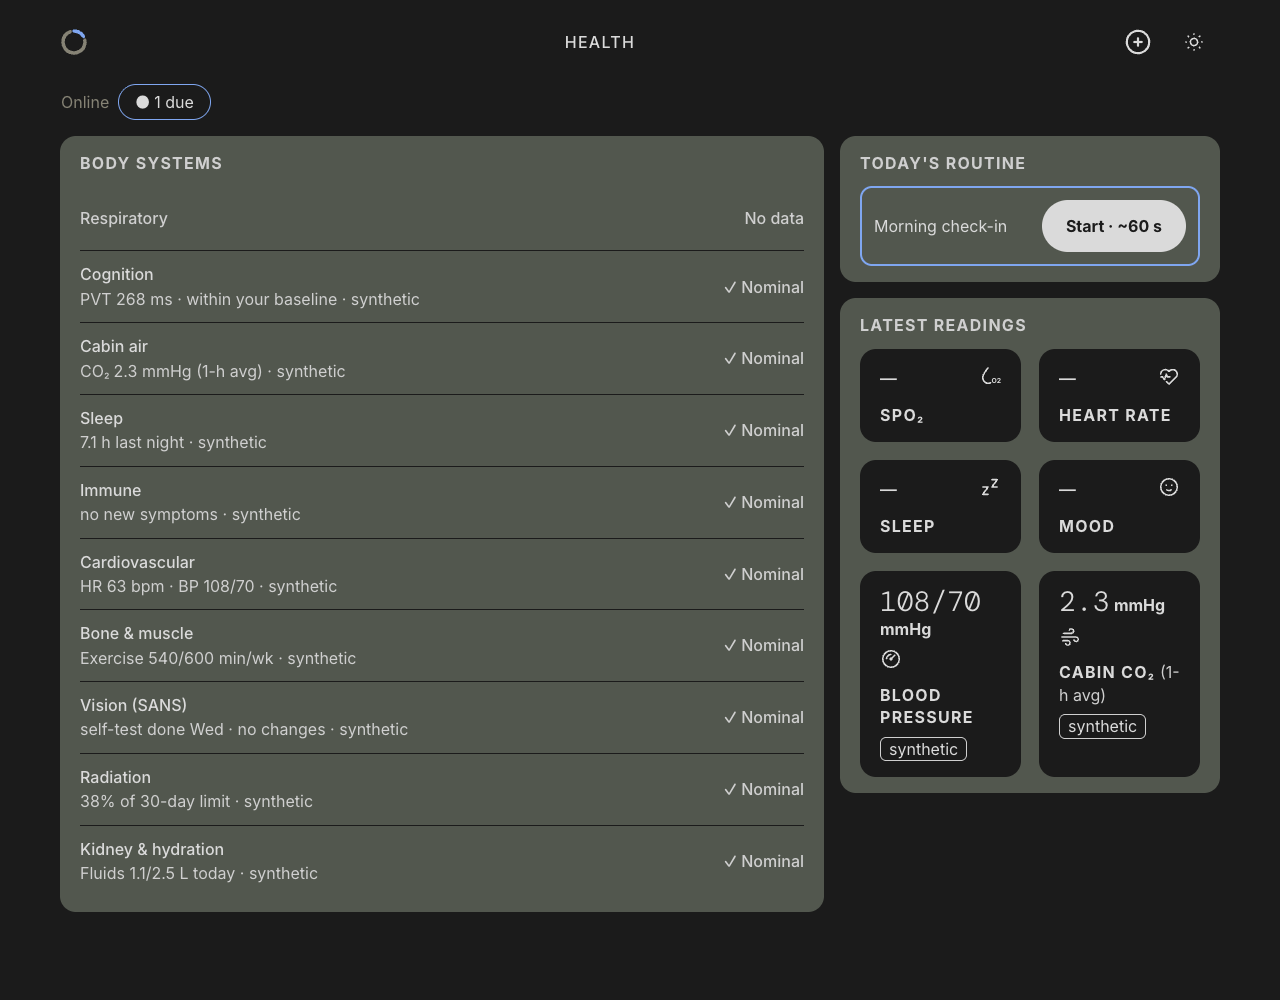 HEALTH
Online
1 due
BODY SYSTEMS
Respiratory
No data
Cognition
PVT 268 ms · within your baseline · synthetic
✓ Nominal
Cabin air
CO₂ 2.3 mmHg (1-h avg) · synthetic
✓ Nominal
Sleep
7.1 h last night · synthetic
✓ Nominal
Immune
no new symptoms · synthetic
✓ Nominal
Cardiovascular
HR 63 bpm · BP 108/70 · synthetic
✓ Nominal
Bone & muscle
Exercise 540/600 min/wk · synthetic
✓ Nominal
Vision (SANS)
self-test done Wed · no changes · synthetic
✓ Nominal
Radiation
38% of 30-day limit · synthetic
✓ Nominal
Kidney & hydration
Fluids 1.1/2.5 L today · synthetic
✓ Nominal
TODAY'S ROUTINE
Morning check-in
Start · ~60 s
LATEST READINGS
—
O2
SPO₂
—
HEART RATE
—
zZ
SLEEP
—
MOOD
108/70
mmHg
BLOOD
PRESSURE
synthetic
2.3 mmHg
CABIN CO₂ (1-
h avg)
synthetic